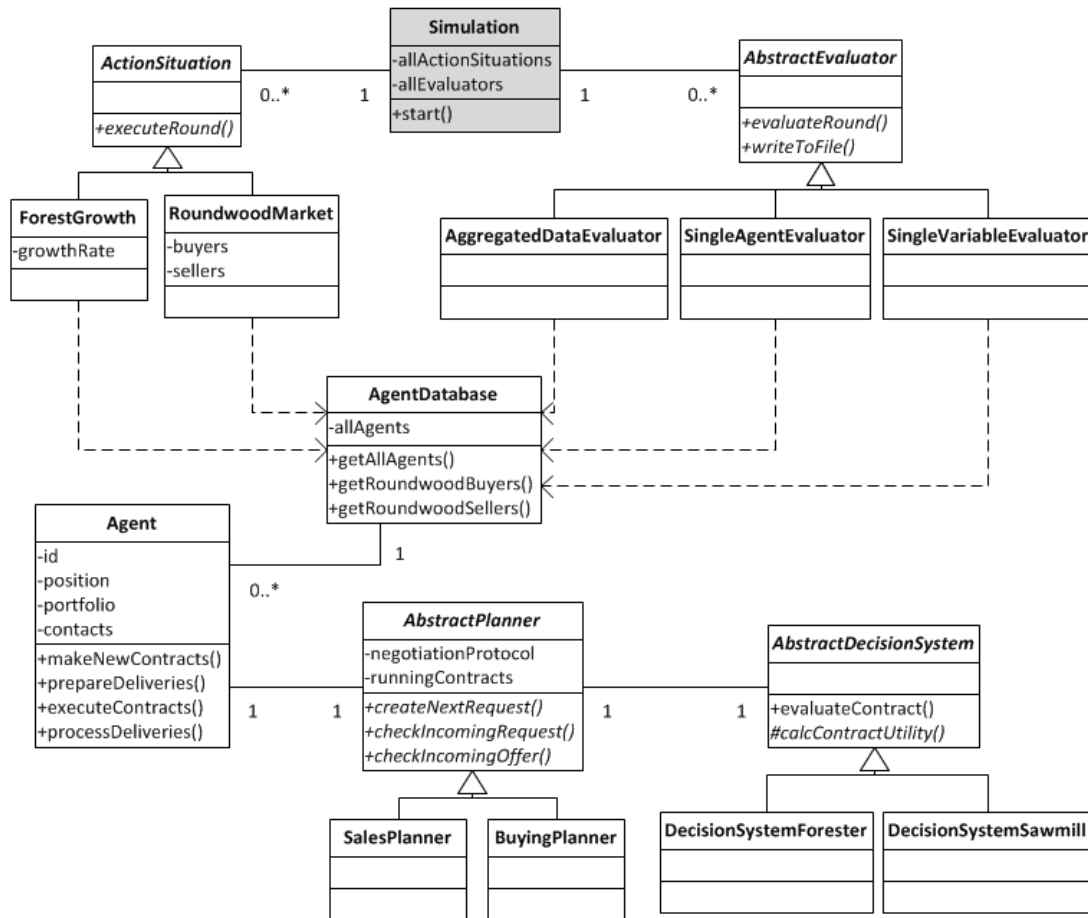 Simulation
-allActionSituations
-allEvaluators
+start()
ActionSituation
+executeRound()
0..*
1
1
0..*
AbstractEvaluator
+evaluateRound()
+writeToFile()
ForestGrowth
-growthRate
RoundwoodMarket
-buyers
-sellers
AggregatedDataEvaluator
SingleAgentEvaluator
SingleVariableEvaluator
AgentDatabase
-allAgents
+getAllAgents()
+getRoundwoodBuyers()
+getRoundwoodSellers()
1
0..*
Agent
-id
-position
-portfolio
-contacts
+makeNewContracts()
+prepareDeliveries()
+executeContracts()
+processDeliveries()
1
1
AbstractPlanner
-negotiationProtocol
-runningContracts
+createNextRequest()
+checkIncomingRequest()
+checkIncomingOffer()
1
1
AbstractDecisionSystem
+evaluateContract()
#calcContractUtility()
SalesPlanner
BuyingPlanner
DecisionSystemForester
DecisionSystemSawmill